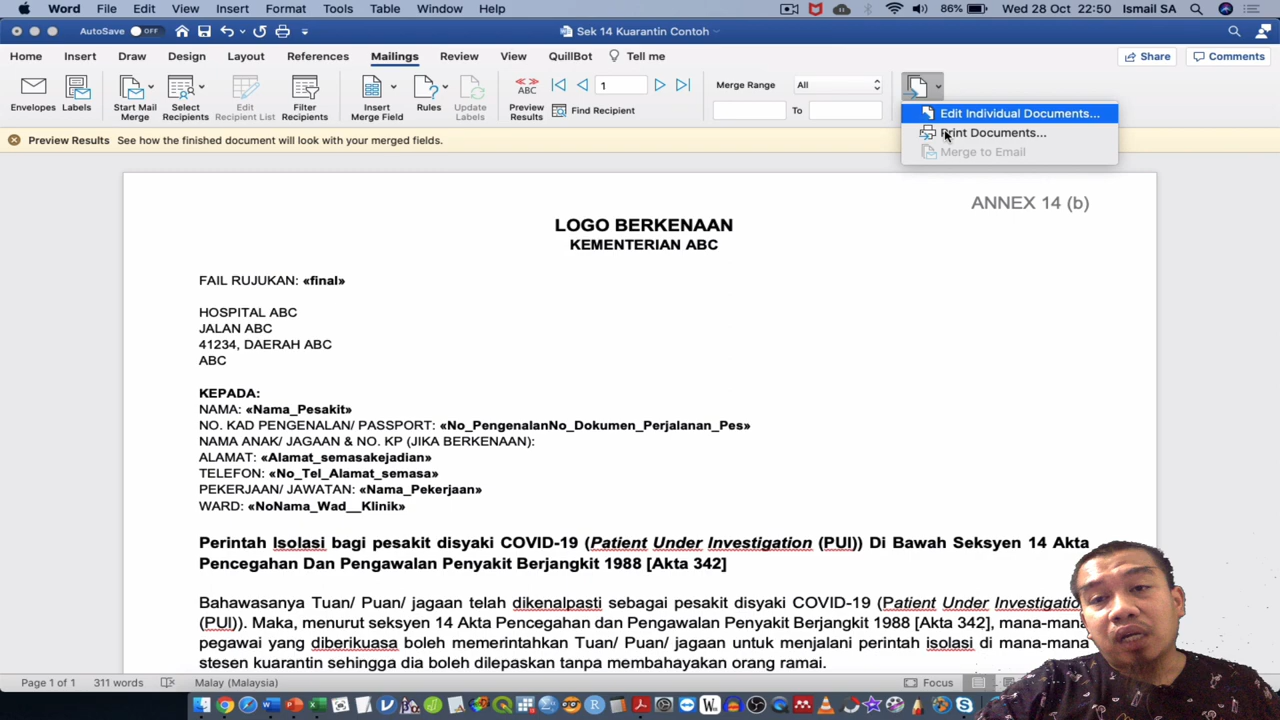 Word File Edit View Insert Format Tools Table Window Help 86% Wed 28 Oct 22:50 Ismail SA
AutoSave OFF Sek 14 Kuarantin Contoh
Home Insert Draw Design Layout References Mailings Review View QuillBot Tell me Share Comments
Envelopes Labels Start Mail Merge Select Recipients Edit Recipient List Filter Recipients Insert Merge Field Rules Update Labels ABC Preview Results 1 Find Recipient Merge Range All To
Edit Individual Documents...
Print Documents...
Merge to Email
Preview Results See how the finished document will look with your merged fields.
ANNEX 14 (b)
LOGO BERKENAAN
KEMENTERIAN ABC
FAIL RUJUKAN: «final»
HOSPITAL ABC
JALAN ABC
41234, DAERAH ABC
ABC
KEPADA:
NAMA: «Nama_Pesakit»
NO. KAD PENGENALAN/ PASSPORT: «No_PengenalanNo_Dokumen_Perjalanan_Pes»
NAMA ANAK/ JAGAAN & NO. KP (JIKA BERKENAAN):
ALAMAT: «Alamat_semasakejadian»
TELEFON: «No_Tel_Alamat_semasa»
PEKERJAAN/ JAWATAN: «Nama_Pekerjaan»
WARD: «NoNama_Wad__Klinik»
Perintah Isolasi bagi pesakit disyaki COVID-19 (Patient Under Investigation (PUI)) Di Bawah Seksyen 14 Akta
Pencegahan Dan Pengawalan Penyakit Berjangkit 1988 [Akta 342]
Bahawasanya Tuan/ Puan/ jagaan telah dikenalpasti sebagai pesakit disyaki COVID-19 (Patient Under Investigation
(PUI)). Maka, menurut seksyen 14 Akta Pencegahan dan Pengawalan Penyakit Berjangkit 1988 [Akta 342], mana-mana
pegawai yang diberikuasa boleh memerintahkan Tuan/ Puan/ jagaan untuk menjalani perintah isolasi di mana-mana
stesen kuarantin sehingga dia boleh dilepaskan tanpa membahayakan orang ramai.
Page 1 of 1 311 words Malay (Malaysia) Focus